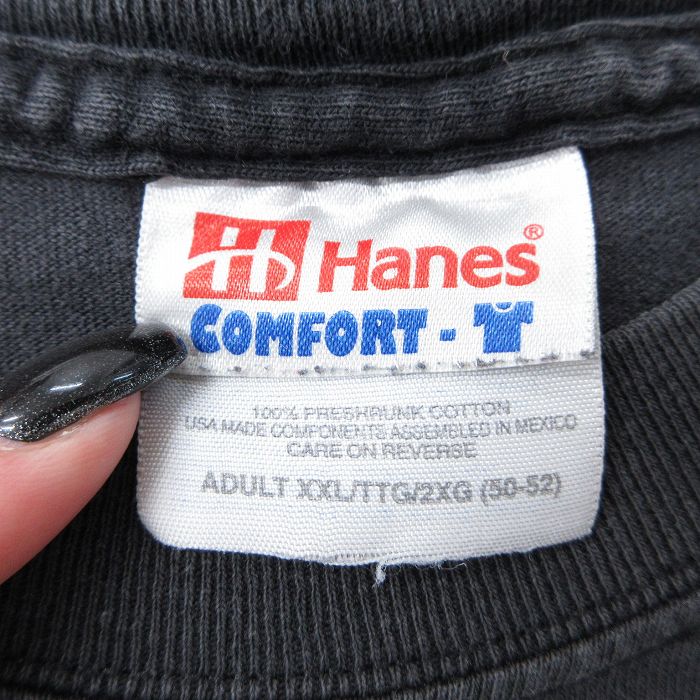 H Hanes®
COMFORT-
100% PRESHRUNK COTTON
USA MADE COMPONENTS ASSEMBLED IN MEXICO
CARE ON REVERSE
ADULT XXL/TTG/2XG (50-52)